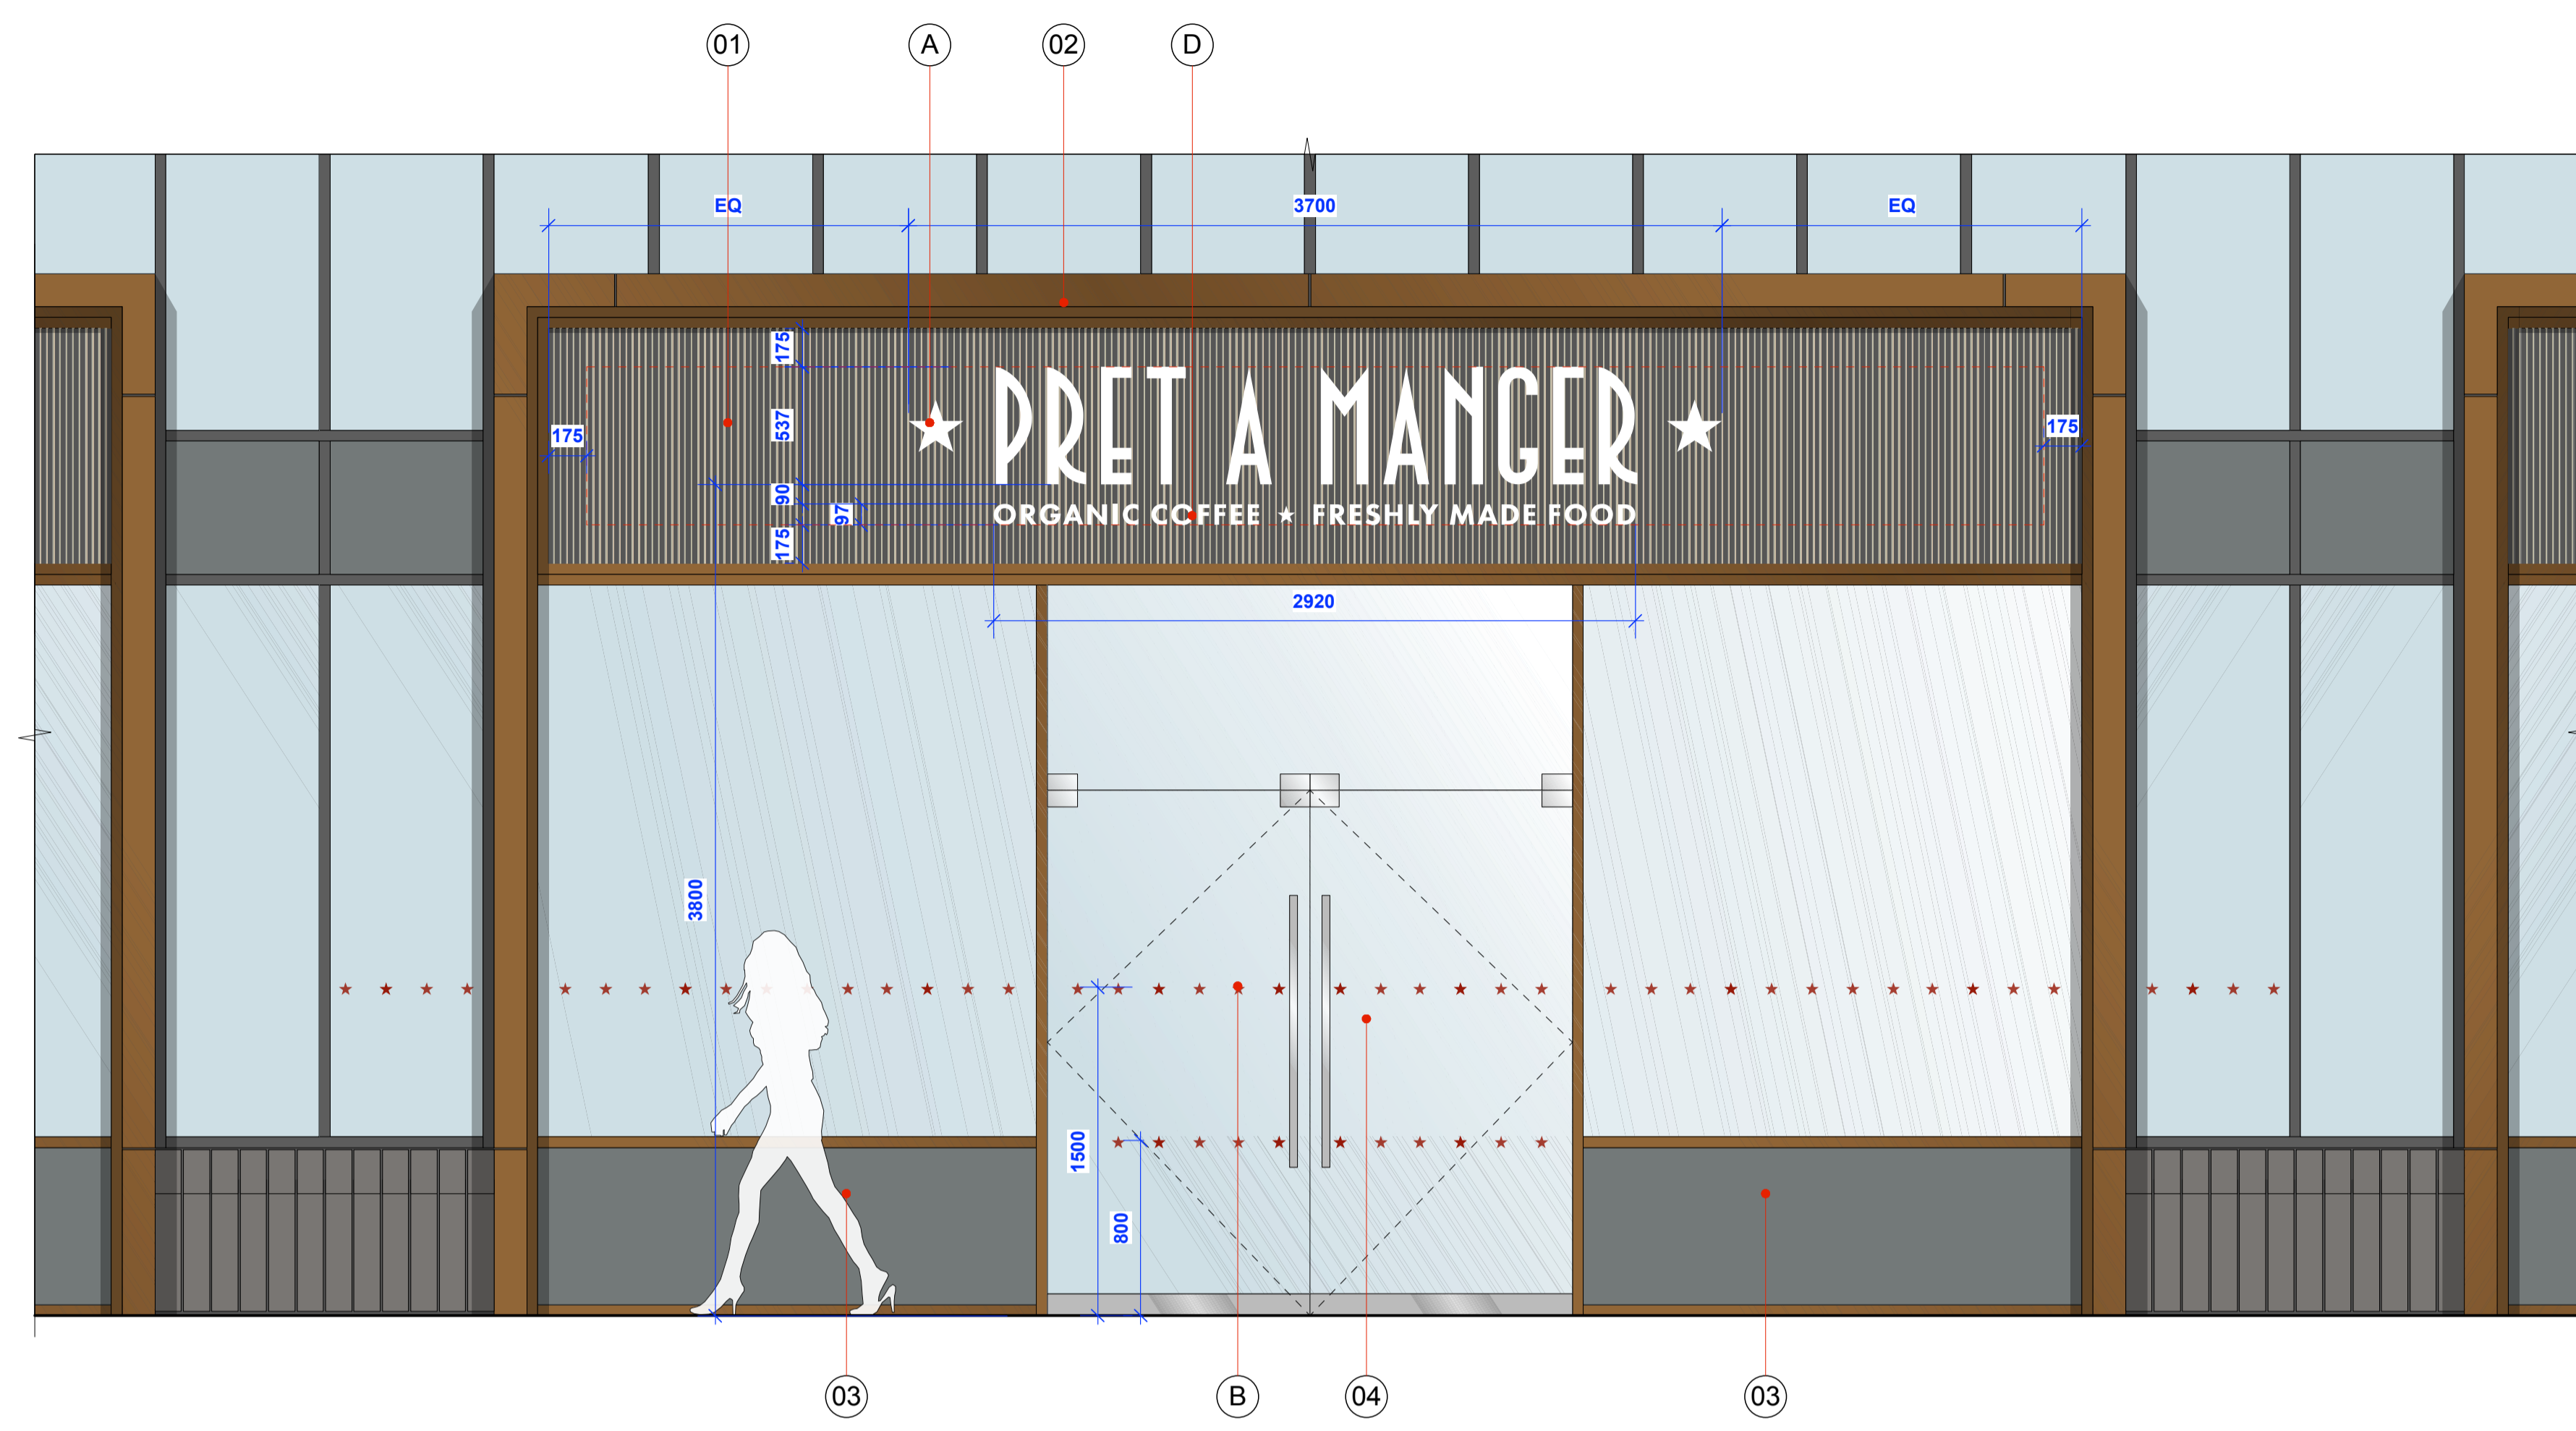 01 A 02 D
EQ 3700 EQ
175
PRET A MANGER
537
175 175
90
97
ORGANIC COFFEE ★ FRESHLY MADE FOOD
175
2920
3800
1500
800
03 B 04 03